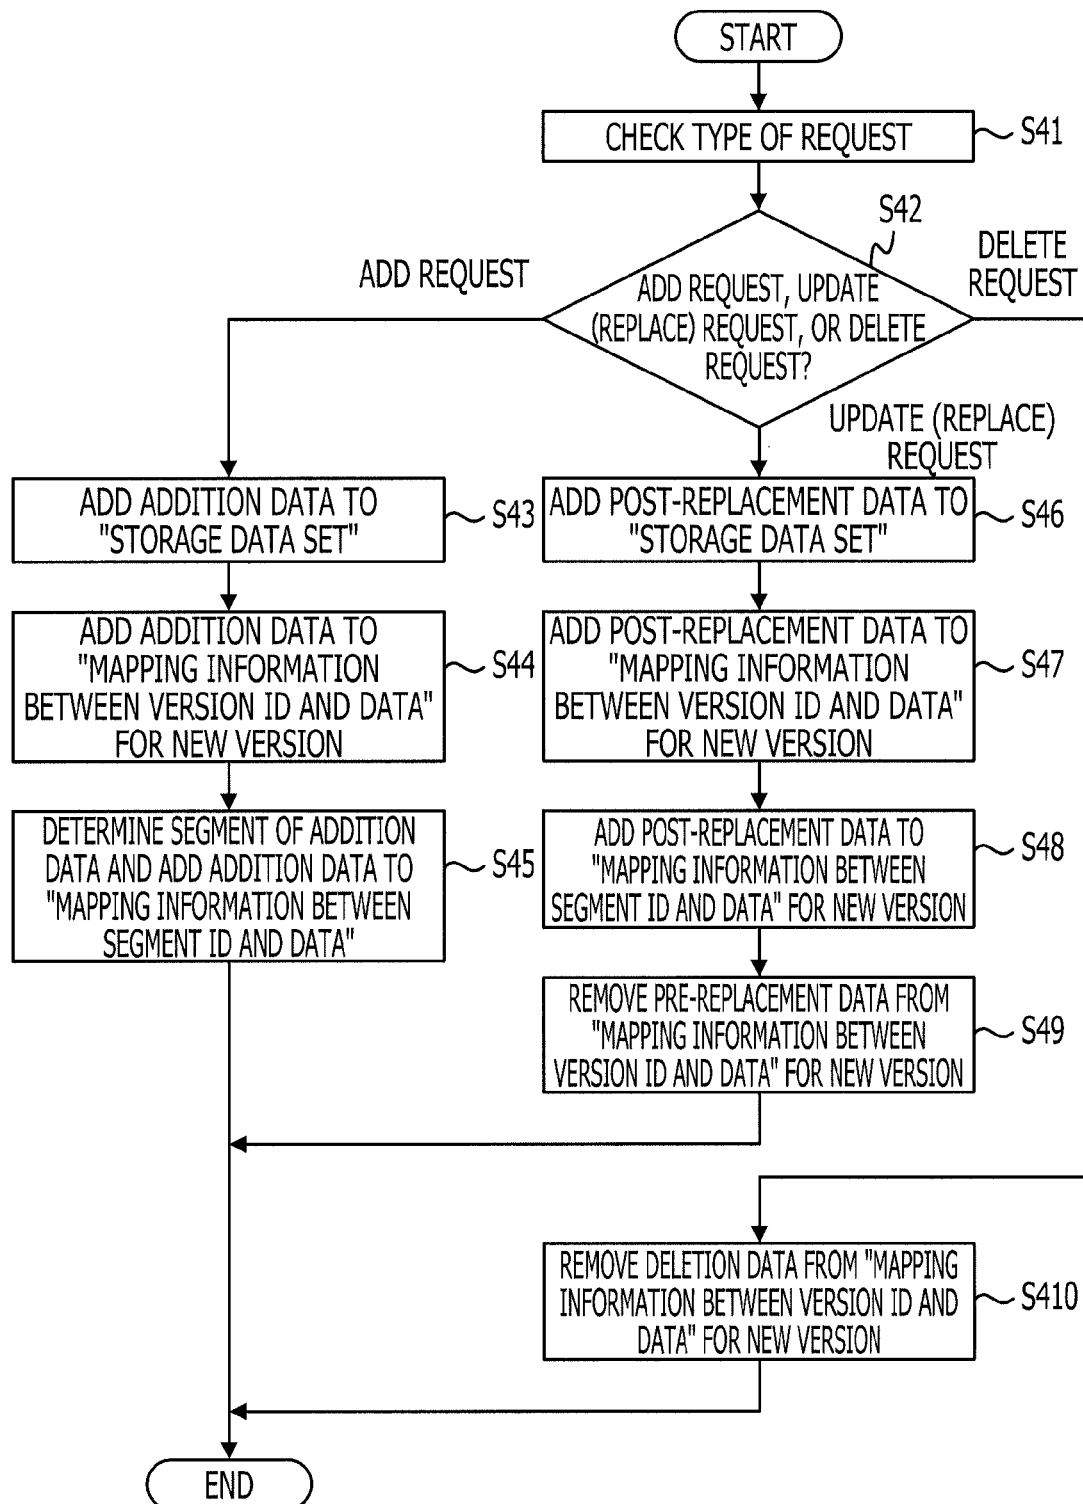 START
CHECK TYPE OF REQUEST
S41
S42
ADD REQUEST
DELETE
REQUEST
ADD REQUEST, UPDATE
(REPLACE) REQUEST, OR DELETE
REQUEST?
UPDATE (REPLACE)
REQUEST
ADD ADDITION DATA TO
"STORAGE DATA SET"
S43
ADD POST-REPLACEMENT DATA TO
"STORAGE DATA SET"
S46
ADD ADDITION DATA TO
"MAPPING INFORMATION
BETWEEN VERSION ID AND DATA"
FOR NEW VERSION
S44
ADD POST-REPLACEMENT DATA TO
"MAPPING INFORMATION
BETWEEN VERSION ID AND DATA"
FOR NEW VERSION
S47
DETERMINE SEGMENT OF ADDITION
DATA AND ADD ADDITION DATA TO
"MAPPING INFORMATION BETWEEN
SEGMENT ID AND DATA"
S45
ADD POST-REPLACEMENT DATA TO
"MAPPING INFORMATION BETWEEN
SEGMENT ID AND DATA" FOR NEW VERSION
S48
REMOVE PRE-REPLACEMENT DATA FROM
"MAPPING INFORMATION BETWEEN
VERSION ID AND DATA" FOR NEW VERSION
S49
REMOVE DELETION DATA FROM "MAPPING
INFORMATION BETWEEN VERSION ID AND
DATA" FOR NEW VERSION
S410
END